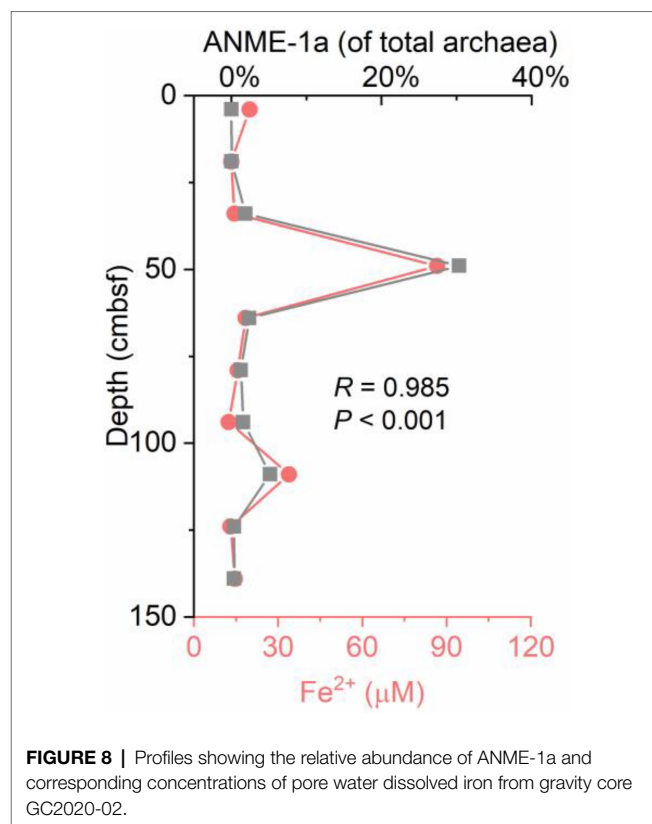 ANME-1a (of total archaea)
0% 20% 40%
0
50
100
150
Depth (cmbsf)
R = 0.985
P < 0.001
0 30 60 90 120
Fe²⁺ (μM)
FIGURE 8 | Profiles showing the relative abundance of ANME-1a and
corresponding concentrations of pore water dissolved iron from gravity core
GC2020-02.